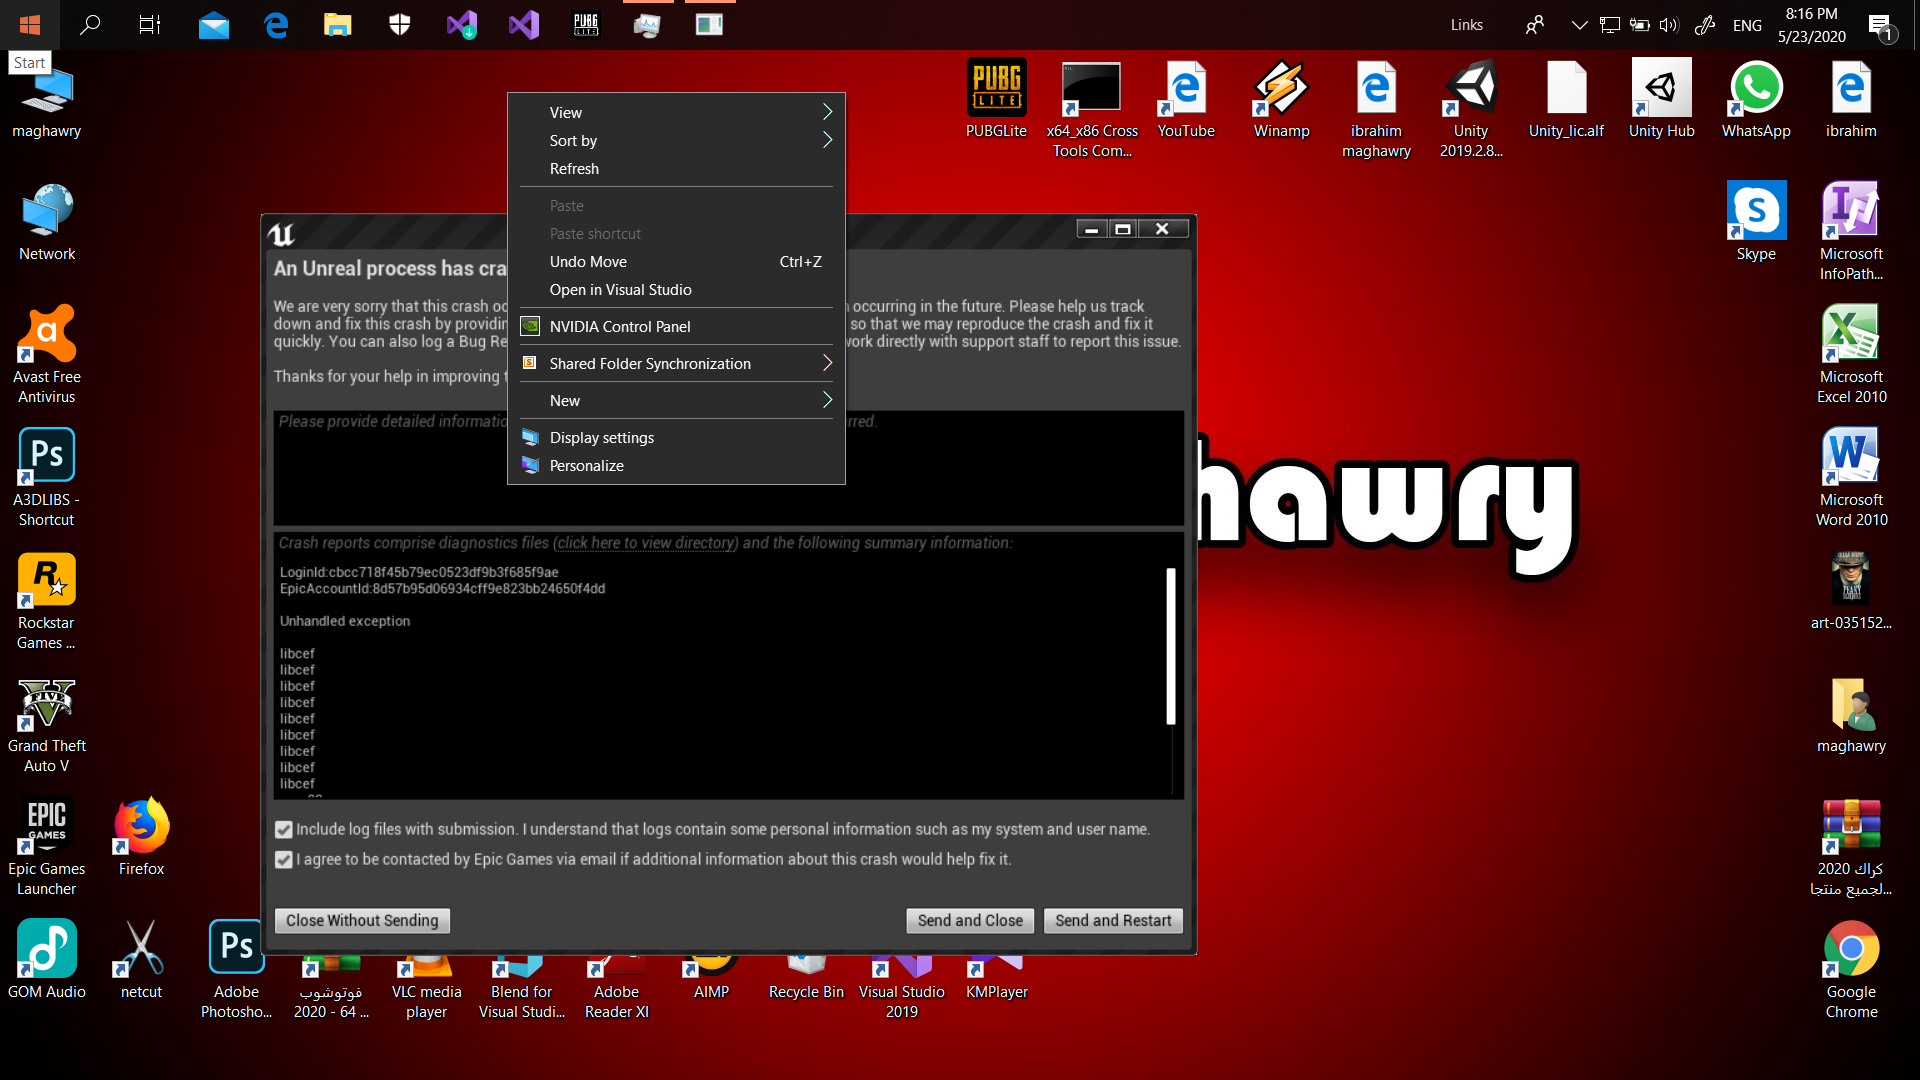 Links
ENG
8:16 PM
5/23/2020
1
Start
maghawry
Network
Avast Free
Antivirus
Ps
A3DLIBS -
Shortcut
R
Rockstar
Games ...
FIVE
Grand Theft
Auto V
EPIC
GAMES
Epic Games
Launcher
Firefox
GOM Audio
netcut
Ps
Adobe
Photosho...
فوتوشوب
2020 - 64 ...
VLC media
player
Blend for
Visual Studi...
Adobe
Reader XI
AIMP
Recycle Bin
Visual Studio
2019
KMPlayer
PUBG
LITE
PUBGLite
x64_x86 Cross
Tools Com...
YouTube
Winamp
ibrahim
maghawry
Unity
2019.2.8...
Unity_lic.alf
Unity Hub
WhatsApp
ibrahim
Skype
Microsoft
InfoPath...
Microsoft
Excel 2010
Microsoft
Word 2010
art-035152...
maghawry
كراك 2020
لجميع منتجا...
Google
Chrome
hawry
View
Sort by
Refresh
Paste
Paste shortcut
Undo Move Ctrl+Z
Open in Visual Studio
NVIDIA Control Panel
Shared Folder Synchronization
New
Display settings
Personalize
An Unreal process has cra
We are very sorry that this crash oc occurring in the future. Please help us track
down and fix this crash by providin so that we may reproduce the crash and fix it
quickly. You can also log a Bug Re work directly with support staff to report this issue.
Thanks for your help in improving t
Please provide detailed informatio rred.
Crash reports comprise diagnostics files (click here to view directory) and the following summary information:
LoginId:cbcc718f45b79ec0523df9b3f685f9ae
EpicAccountId:8d57b95d06934cff9e823bb24650f4dd
Unhandled exception
libcef
libcef
libcef
libcef
libcef
libcef
libcef
libcef
libcef
Include log files with submission. I understand that logs contain some personal information such as my system and user name.
I agree to be contacted by Epic Games via email if additional information about this crash would help fix it.
Close Without Sending
Send and Close
Send and Restart